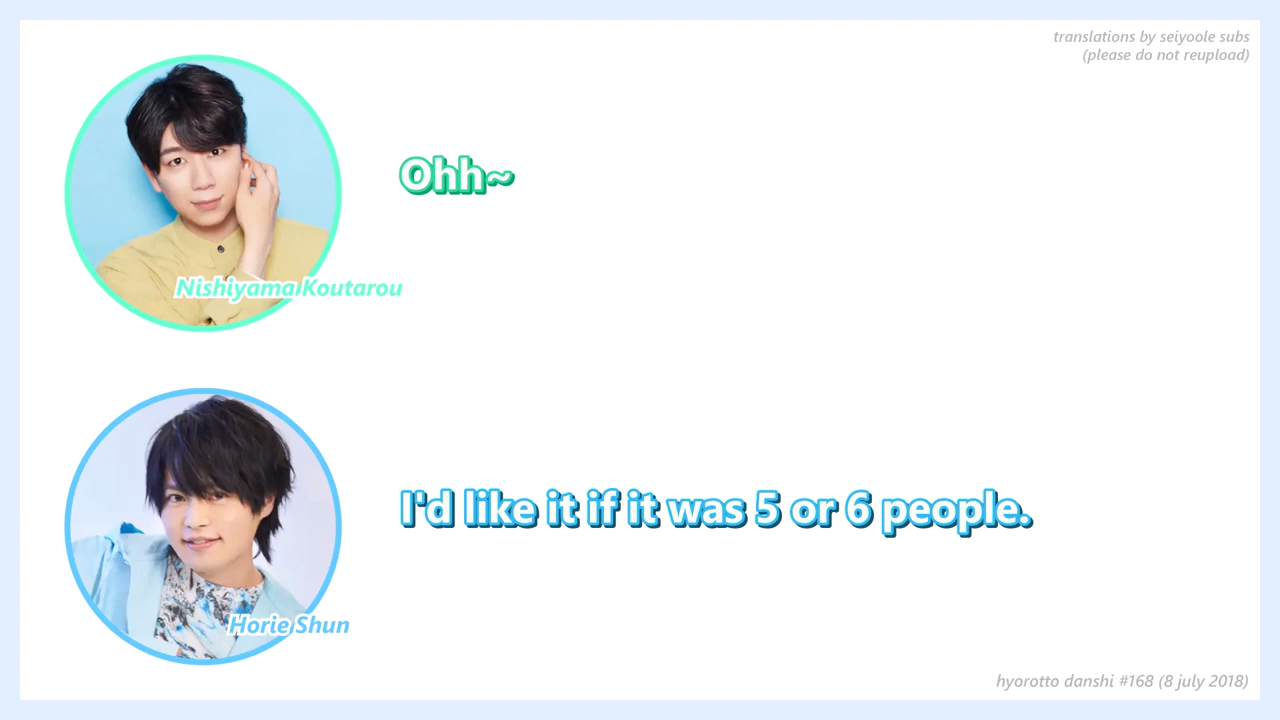 translations by seiyoole subs
(please do not reupload)
Ohh~
Nishiyama Koutarou
I'd like it if it was 5 or 6 people.
Horie Shun
hyorotto danshi #168 (8 july 2018)